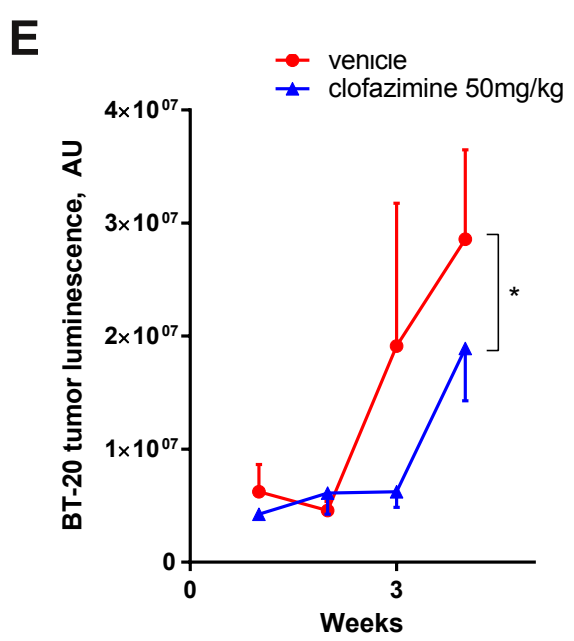 E
vehicle
clofazimine 50mg/kg
4×10⁰⁷
3×10⁰⁷
2×10⁰⁷
1×10⁰⁷
0
0 3
Weeks
BT-20 tumor luminescence, AU
*